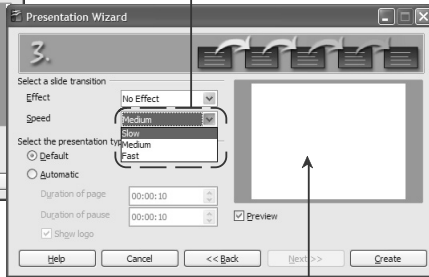 Presentation Wizard
3.
Select a slide transition
Effect No Effect
Speed Medium
Slow
Medium
Fast
Select the presentation typ
Default
Automatic
Duration of page 00:00:10
Duration of pause 00:00:10
Show logo
Preview
Help Cancel << Back Next >> Create